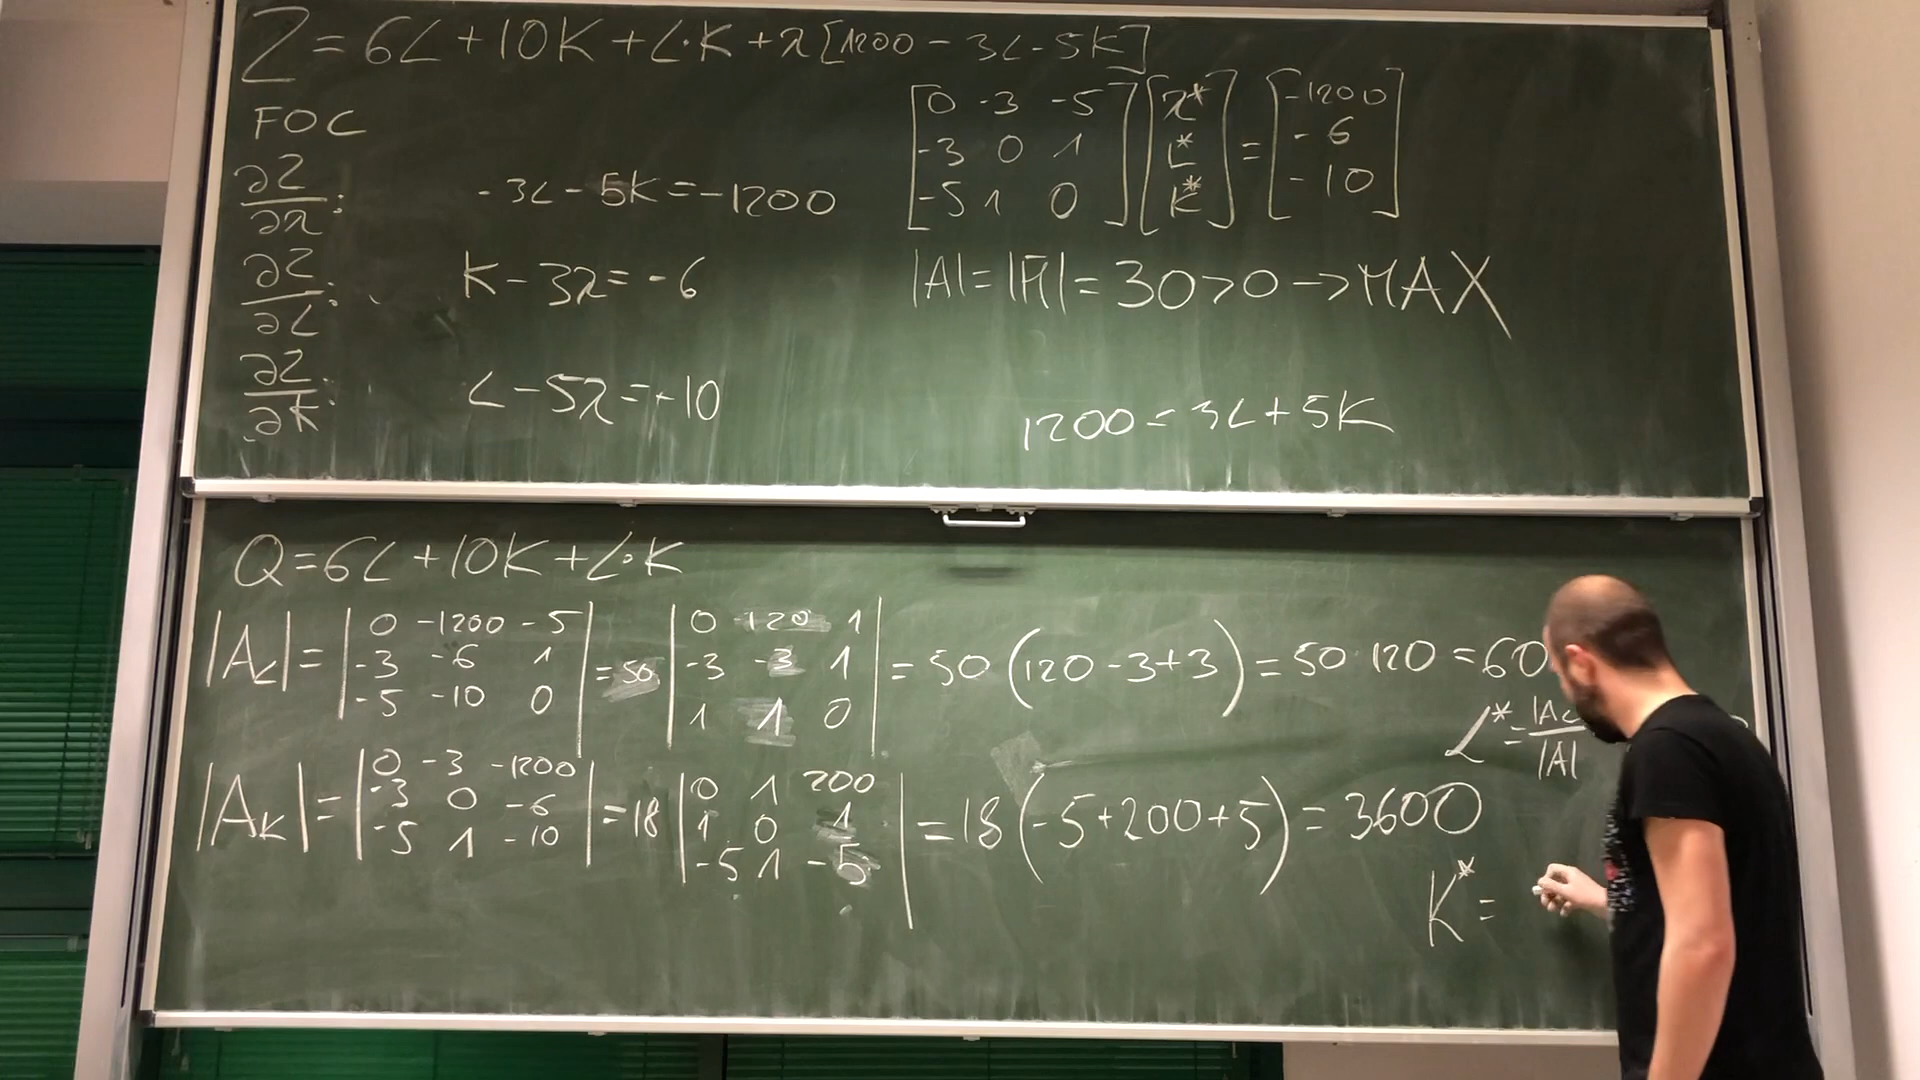 Z = 6L + 10K + L·K + λ[1200 - 3L - 5K]
FOC
∂Z/∂λ: -3L - 5K = -1200
∂Z/∂L: K - 3λ = -6
∂Z/∂K: L - 5λ = -10
[0 -3 -5] [λ*] [-1200]
[-3 0 1] [L*] = [-6]
[-5 1 0] [K*] [-10]
|A| = |H̄| = 30 > 0 → MAX
1200 = 3L + 5K
Q = 6L + 10K + L·K
|0 -1200 -5| |0 120 1|
|A_L| = |-3 -6 1| = 50 |-3 -3 1| = 50 (120 - 3 + 3) = 50 120 = 60
|-5 -10 0| |1 1 0|
L* = |A_L| / |A|
|0 -3 -1200| |0 1 200|
|A_K| = |-3 0 -6| = 18 |1 0 1| = 18 (-5 + 200 + 5) = 3600
|-5 1 -10| |-5 1 -5|
K* =